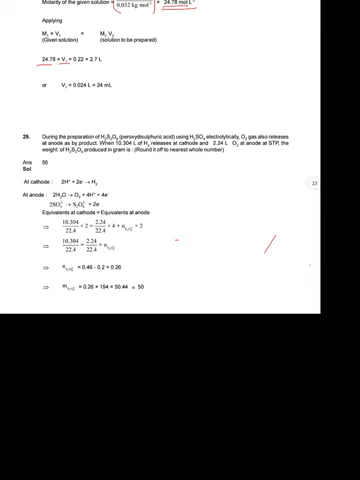 Molarity of the given solution = 0.032 kg mol⁻¹ = 24.78 mol L⁻¹
Applying
M₁ × V₁ = M₂ V₂
(Given solution) (solution to be prepared)
24.78 × V₁ = 0.22 × 2.7 L
or V₁ = 0.024 L = 24 mL
29. During the preparation of H₂S₂O₈ (peroxydisulphuric acid) using H₂SO₄ electrolytically, O₂ gas also releases
at anode as by product. When 10.304 L of H₂ releases at cathode and 2.24 L O₂ at anode at STP, the
weight of H₂S₂O₈ produced in gram is : (Round it off to nearest whole number)
Ans 50
Sol
At cathode : 2H⁺ + 2e⁻ → H₂
23
At anode : 2H₂O → O₂ + 4H⁺ + 4e⁻
2SO₄²⁻ → S₂O₈²⁻ + 2e⁻
Equivalents at cathode = Equivalents at anode
⇒ 10.304/22.4 × 2 = 2.24/22.4 × 4 + n × 2
⇒ 10.304/22.4 = 2.24/22.4 + n
⇒ n = 0.46 - 0.2 = 0.26
⇒ m = 0.26 × 194 = 50.44 = 50